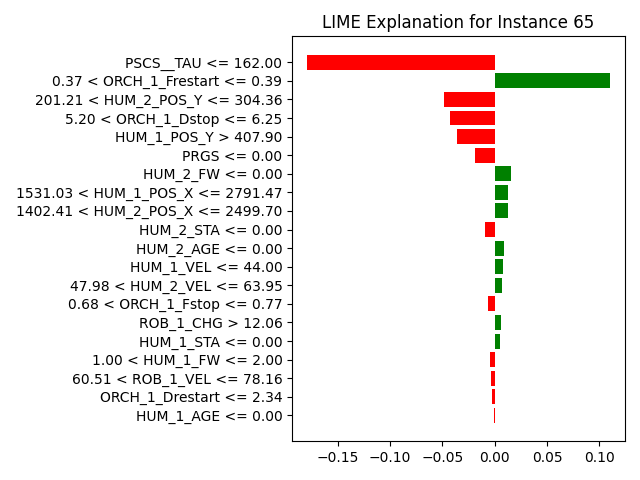 LIME Explanation for Instance 65
PSCS__TAU <= 162.00
0.37 < ORCH_1_Frestart <= 0.39
201.21 < HUM_2_POS_Y <= 304.36
5.20 < ORCH_1_Dstop <= 6.25
HUM_1_POS_Y > 407.90
PRGS <= 0.00
HUM_2_FW <= 0.00
1531.03 < HUM_1_POS_X <= 2791.47
1402.41 < HUM_2_POS_X <= 2499.70
HUM_2_STA <= 0.00
HUM_2_AGE <= 0.00
HUM_1_VEL <= 44.00
47.98 < HUM_2_VEL <= 63.95
0.68 < ORCH_1_Fstop <= 0.77
ROB_1_CHG > 12.06
HUM_1_STA <= 0.00
1.00 < HUM_1_FW <= 2.00
60.51 < ROB_1_VEL <= 78.16
ORCH_1_Drestart <= 2.34
HUM_1_AGE <= 0.00
−0.15 −0.10 −0.05 0.00 0.05 0.10